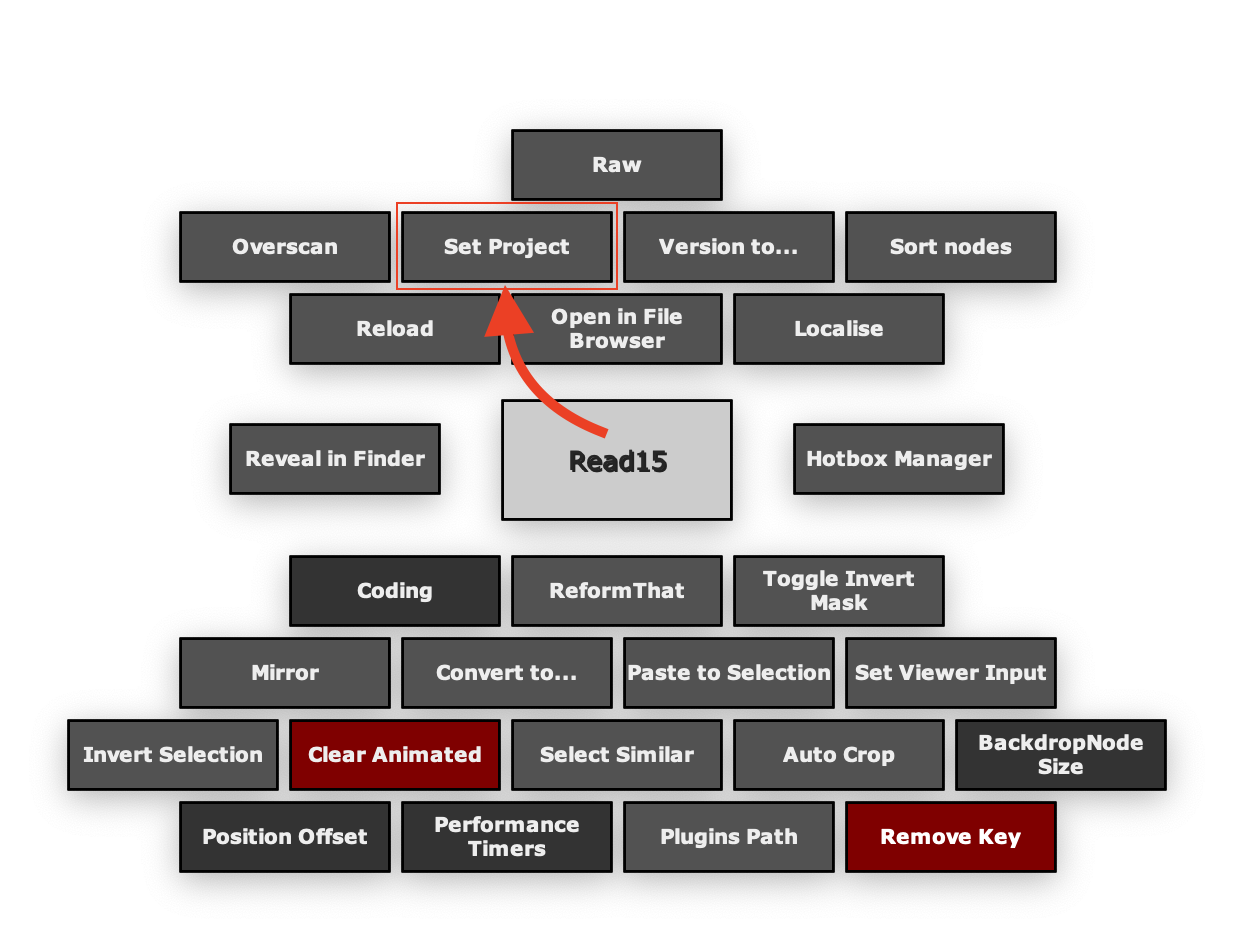 Raw
Overscan
Set Project
Version to...
Sort nodes
Reload
Open in File
Browser
Localise
Reveal in Finder
Read15
Hotbox Manager
Coding
ReformThat
Toggle Invert
Mask
Mirror
Convert to...
Paste to Selection
Set Viewer Input
Invert Selection
Clear Animated
Select Similar
Auto Crop
BackdropNode
Size
Position Offset
Performance
Timers
Plugins Path
Remove Key